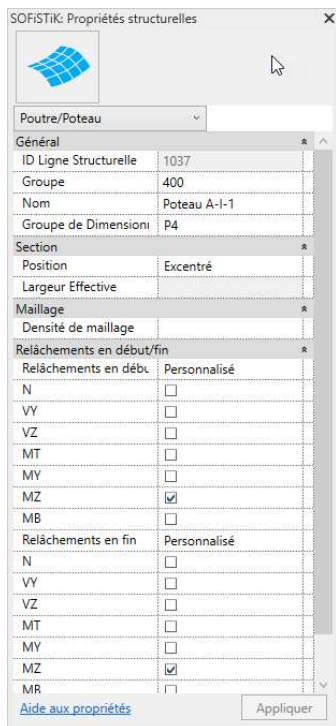 SOFiSTiK: Propriétés structurelles
Poutre/Poteau
Général
ID Ligne Structurelle 1037
Groupe 400
Nom Poteau A-I-1
Groupe de Dimension P4
Section
Position Excentré
Largeur Effective
Maillage
Densité de maillage
Relâchements en début/fin
Relâchements en débu Personnalisé
N
VY
VZ
MT
MY
MZ
MB
Relâchements en fin Personnalisé
N
VY
VZ
MT
MY
MZ
MB
Aide aux propriétés Appliquer